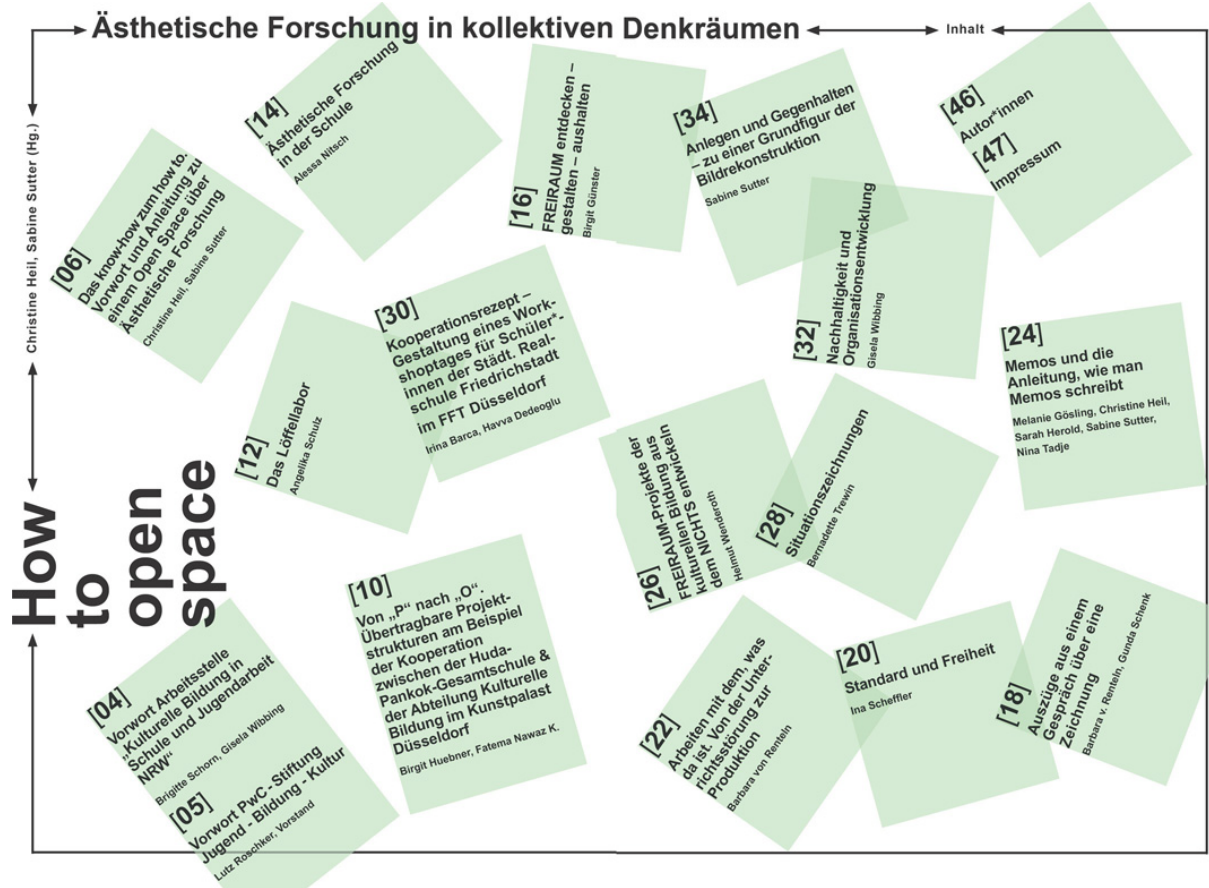 Ästhetische Forschung in kollektiven Denkräumen
Inhalt
Christine Heil, Sabine Sutter (Hg.)
How
to
open
space
[04]
Vorwort Arbeitsstelle
„Kulturelle Bildung in
Schule und Jugendarbeit
NRW“
Brigitte Schorn, Gisela Wibbing
[05]
Vorwort PwC-Stiftung
Jugend - Bildung - Kultur
Lutz Roschker, Vorstand
[06]
Das know-how zum how to.
Vorwort und Anleitung zu
einem Open Space über
Ästhetische Forschung
Christine Heil, Sabine Sutter
[10]
Von „P“ nach „O“.
Übertragbare Projekt-
strukturen am Beispiel
der Kooperation
zwischen der Huda-
Pankok-Gesamtschule &
der Abteilung Kulturelle
Bildung im Kunstpalast
Düsseldorf
Birgit Huebner, Fatema Nawaz K.
[12]
Das Löffellabor
Angelika Schulz
[14]
Ästhetische Forschung
in der Schule
Alessa Nitsch
[16]
FREIRAUM entdecken –
gestalten – aushalten
Birgit Günster
[18]
Auszüge aus einem
Gespräch über eine
Zeichnung
Barbara v. Renteln, Gunda Schenk
[20]
Standard und Freiheit
Ina Scheffler
[22]
Arbeiten mit dem, was
da ist. Von der Unter-
richtsstörung zur
Produktion
Barbara von Renteln
[24]
Memos und die
Anleitung, wie man
Memos schreibt
Melanie Gösling, Christine Heil,
Sarah Herold, Sabine Sutter,
Nina Tadje
[26]
FREIRAUM-Projekte der
kulturellen Bildung aus
dem NICHTS entwickeln
Helmut Wenderoth
[28]
Situationszeichnungen
Bernadette Trewin
[30]
Kooperationsrezept –
Gestaltung eines Work-
shoptages für Schüler*-
innen der Städt. Real-
schule Friedrichstadt
im FFT Düsseldorf
Irina Barca, Havva Dedeoglu
[32]
Nachhaltigkeit und
Organisationsentwicklung
Gisela Wibbing
[34]
Anlegen und Gegenhalten
– zu einer Grundfigur der
Bildrekonstruktion
Sabine Sutter
[46]
Autor*innen
[47]
Impressum